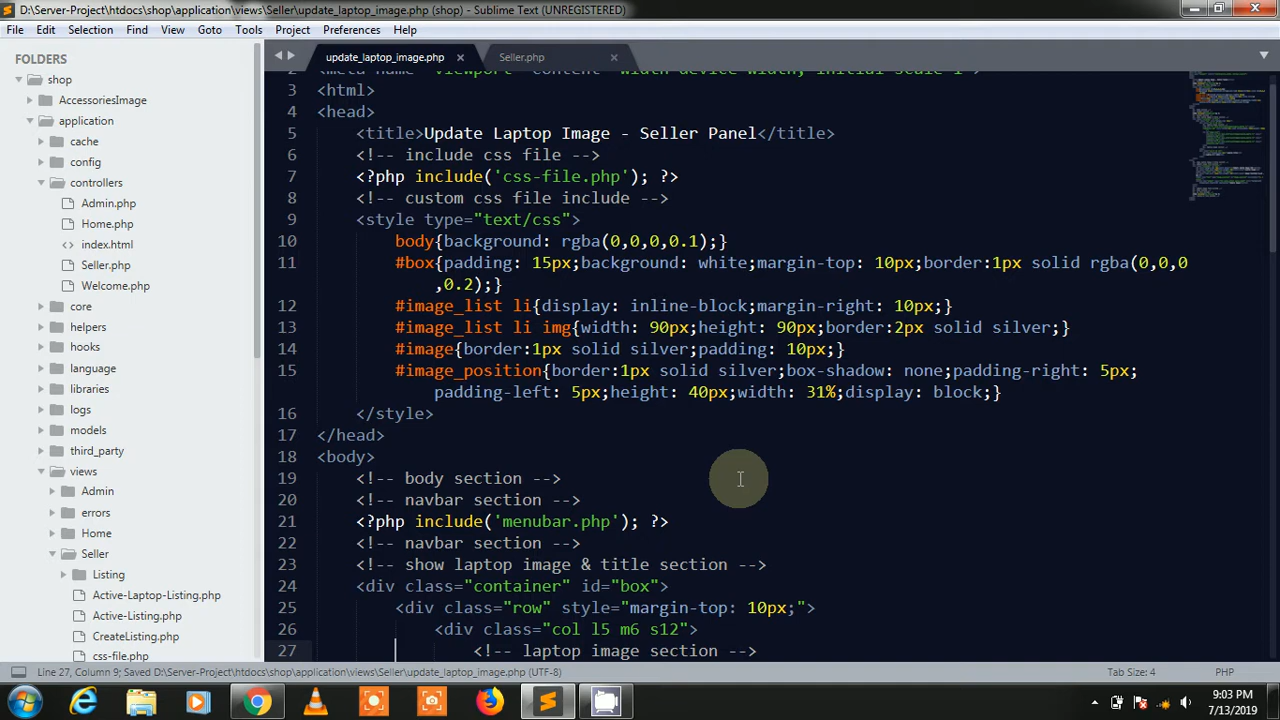 D:\Server-Project\htdocs\shop\application\views\Seller\update_laptop_image.php (shop) - Sublime Text (UNREGISTERED)
File Edit Selection Find View Goto Tools Project Preferences Help
FOLDERS
shop
AccessoriesImage
application
cache
config
controllers
Admin.php
Home.php
index.html
Seller.php
Welcome.php
core
helpers
hooks
language
libraries
logs
models
third_party
views
Admin
errors
Home
Seller
Listing
Active-Laptop-Listing.php
Active-Listing.php
CreateListing.php
css-file.php
update_laptop_image.php Seller.php
2 <meta name="viewport" content="width=device-width, initial-scale=1">
3 <html>
4 <head>
5 <title>Update Laptop Image - Seller Panel</title>
6 <!-- include css file -->
7 <?php include('css-file.php'); ?>
8 <!-- custom css file include -->
9 <style type="text/css">
10 body{background: rgba(0,0,0,0.1);}
11 #box{padding: 15px;background: white;margin-top: 10px;border:1px solid rgba(0,0,0
,0.2);}
12 #image_list li{display: inline-block;margin-right: 10px;}
13 #image_list li img{width: 90px;height: 90px;border:2px solid silver;}
14 #image{border:1px solid silver;padding: 10px;}
15 #image_position{border:1px solid silver;box-shadow: none;padding-right: 5px;
padding-left: 5px;height: 40px;width: 31%;display: block;}
16 </style>
17 </head>
18 <body>
19 <!-- body section -->
20 <!-- navbar section -->
21 <?php include('menubar.php'); ?>
22 <!-- navbar section -->
23 <!-- show laptop image & title section -->
24 <div class="container" id="box">
25 <div class="row" style="margin-top: 10px;">
26 <div class="col l5 m6 s12">
27 <!-- laptop image section -->
Line 27, Column 9; Saved D:\Server-Project\htdocs\shop\application\views\Seller\update_laptop_image.php (UTF-8) Tab Size: 4 PHP
9:03 PM
7/13/2019